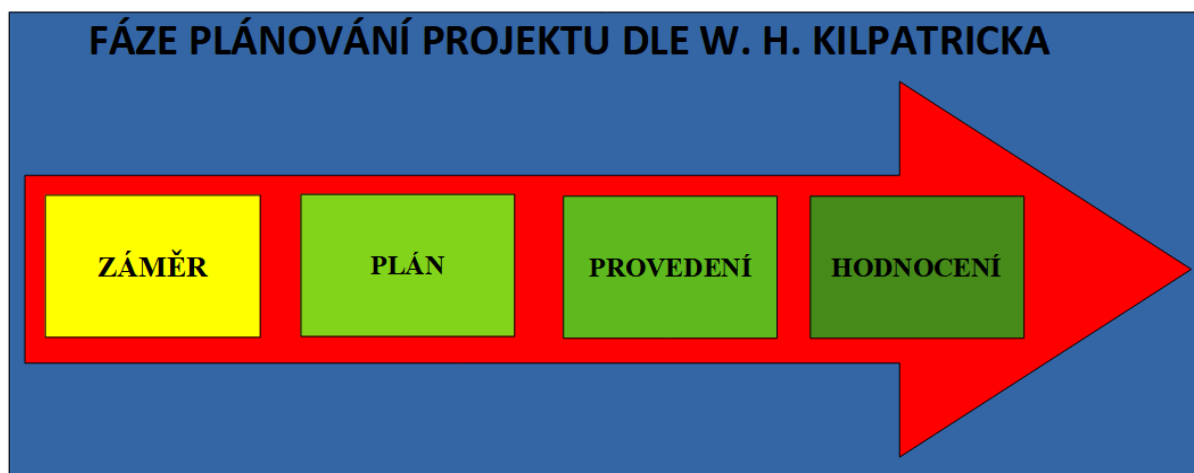 FÁZE PLÁNOVÁNÍ PROJEKTU DLE W. H. KILPATRICKA
ZÁMĚR
PLÁN
PROVEDENÍ
HODNOCENÍ